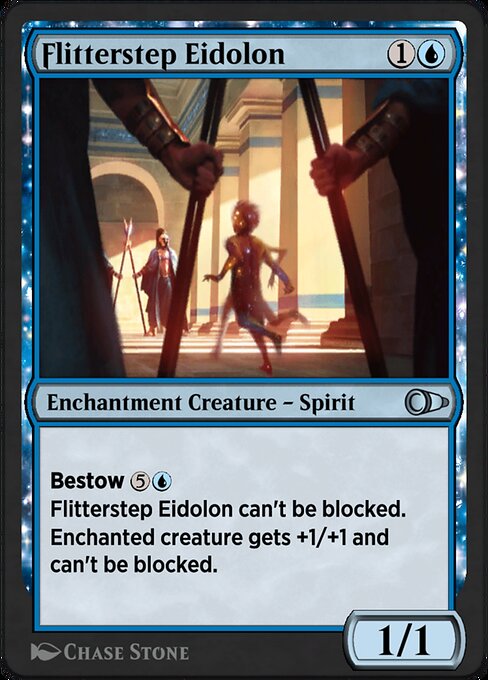 Flitterstep Eidolon 1
Enchantment Creature – Spirit
Bestow 5
Flitterstep Eidolon can't be blocked.
Enchanted creature gets +1/+1 and
can't be blocked.
1/1
Chase Stone